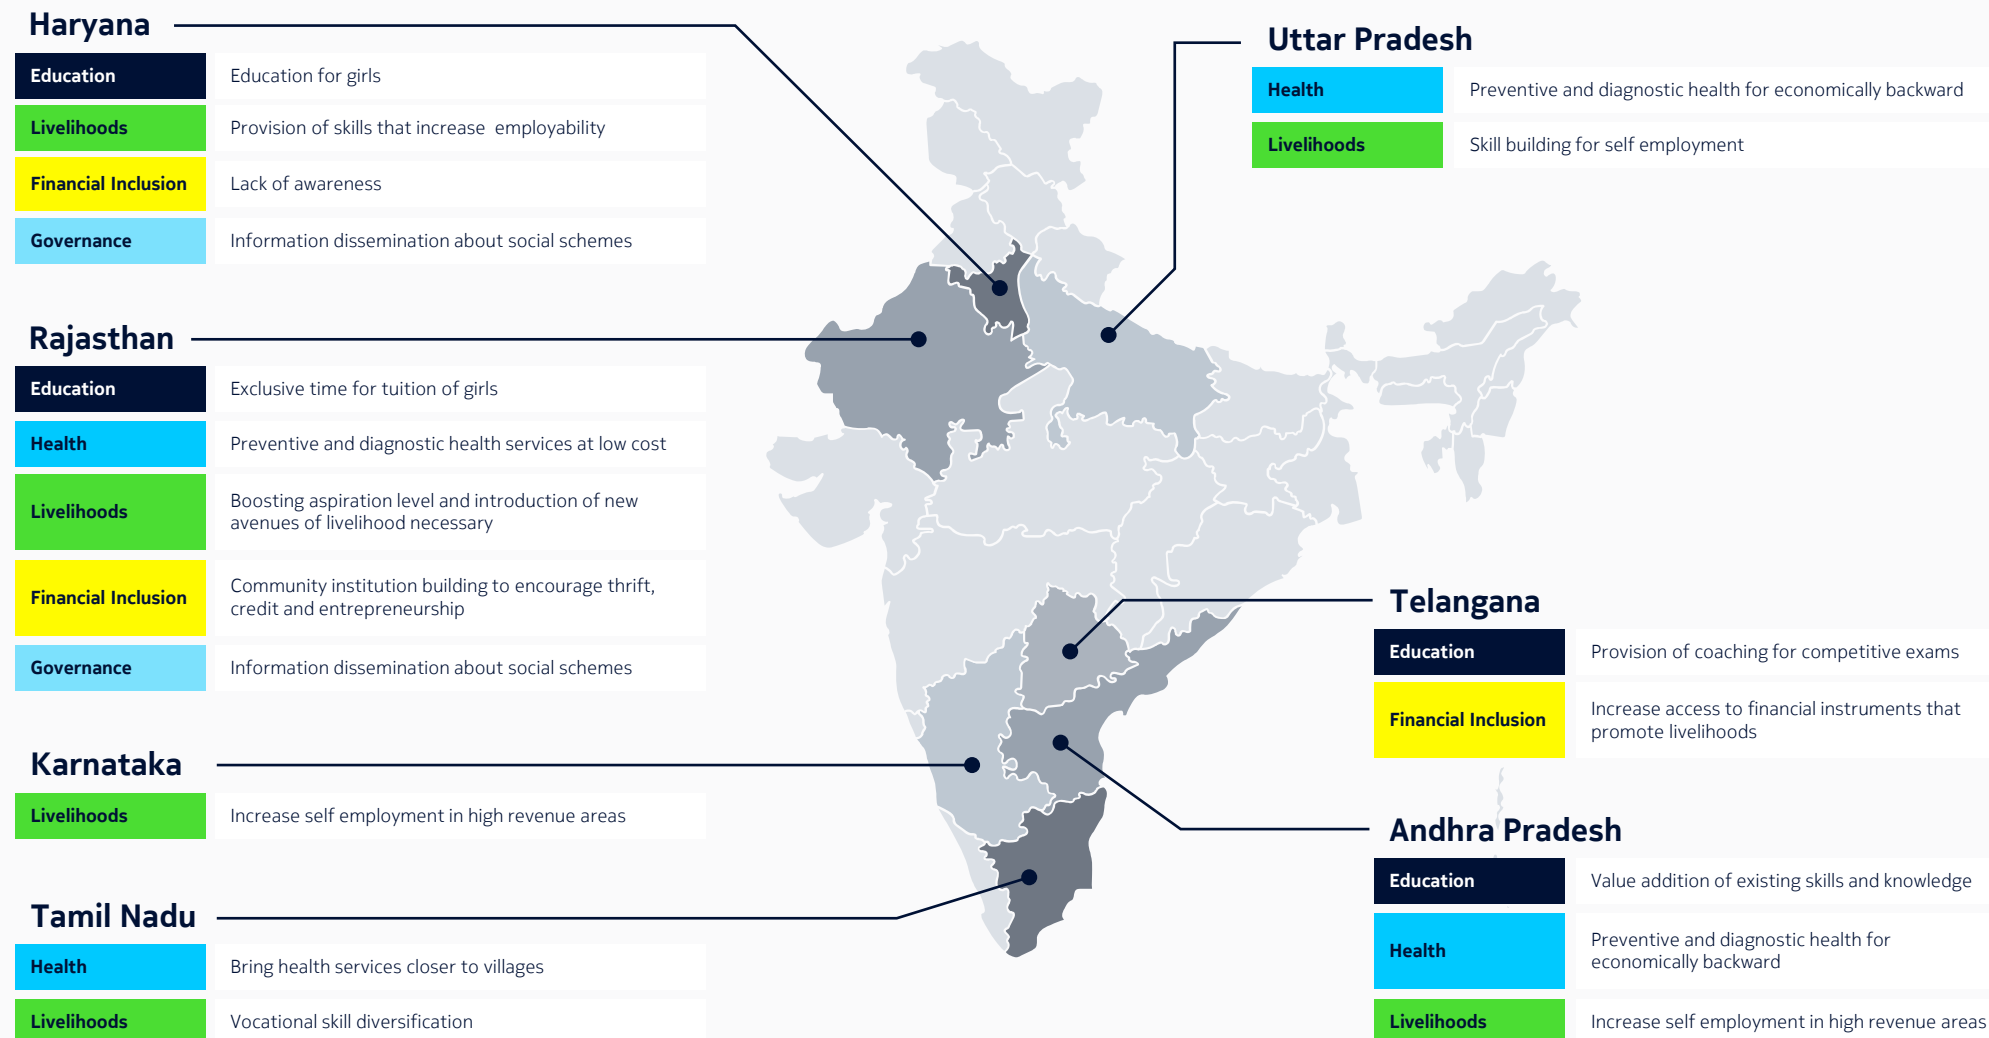 Haryana
Education
Education for girls
Livelihoods
Provision of skills that increase  employability
Financial Inclusion
Lack of awareness
Governance
Information dissemination about social schemes
Rajasthan
Education
Exclusive time for tuition of girls
Health
Preventive and diagnostic health services at low cost
Livelihoods
Boosting aspiration level and introduction of new
avenues of livelihood necessary
Financial Inclusion
Community institution building to encourage thrift,
credit and entrepreneurship
Governance
Information dissemination about social schemes
Karnataka
Livelihoods
Increase self employment in high revenue areas
Tamil Nadu
Health
Bring health services closer to villages
Livelihoods
Vocational skill diversification
Uttar Pradesh
Health
Preventive and diagnostic health for economically backward
Livelihoods
Skill building for self employment
Telangana
Education
Provision of coaching for competitive exams
Financial Inclusion
Increase access to financial instruments that
promote livelihoods
Andhra Pradesh
Education
Value addition of existing skills and knowledge
Health
Preventive and diagnostic health for
economically backward
Livelihoods
Increase self employment in high revenue areas